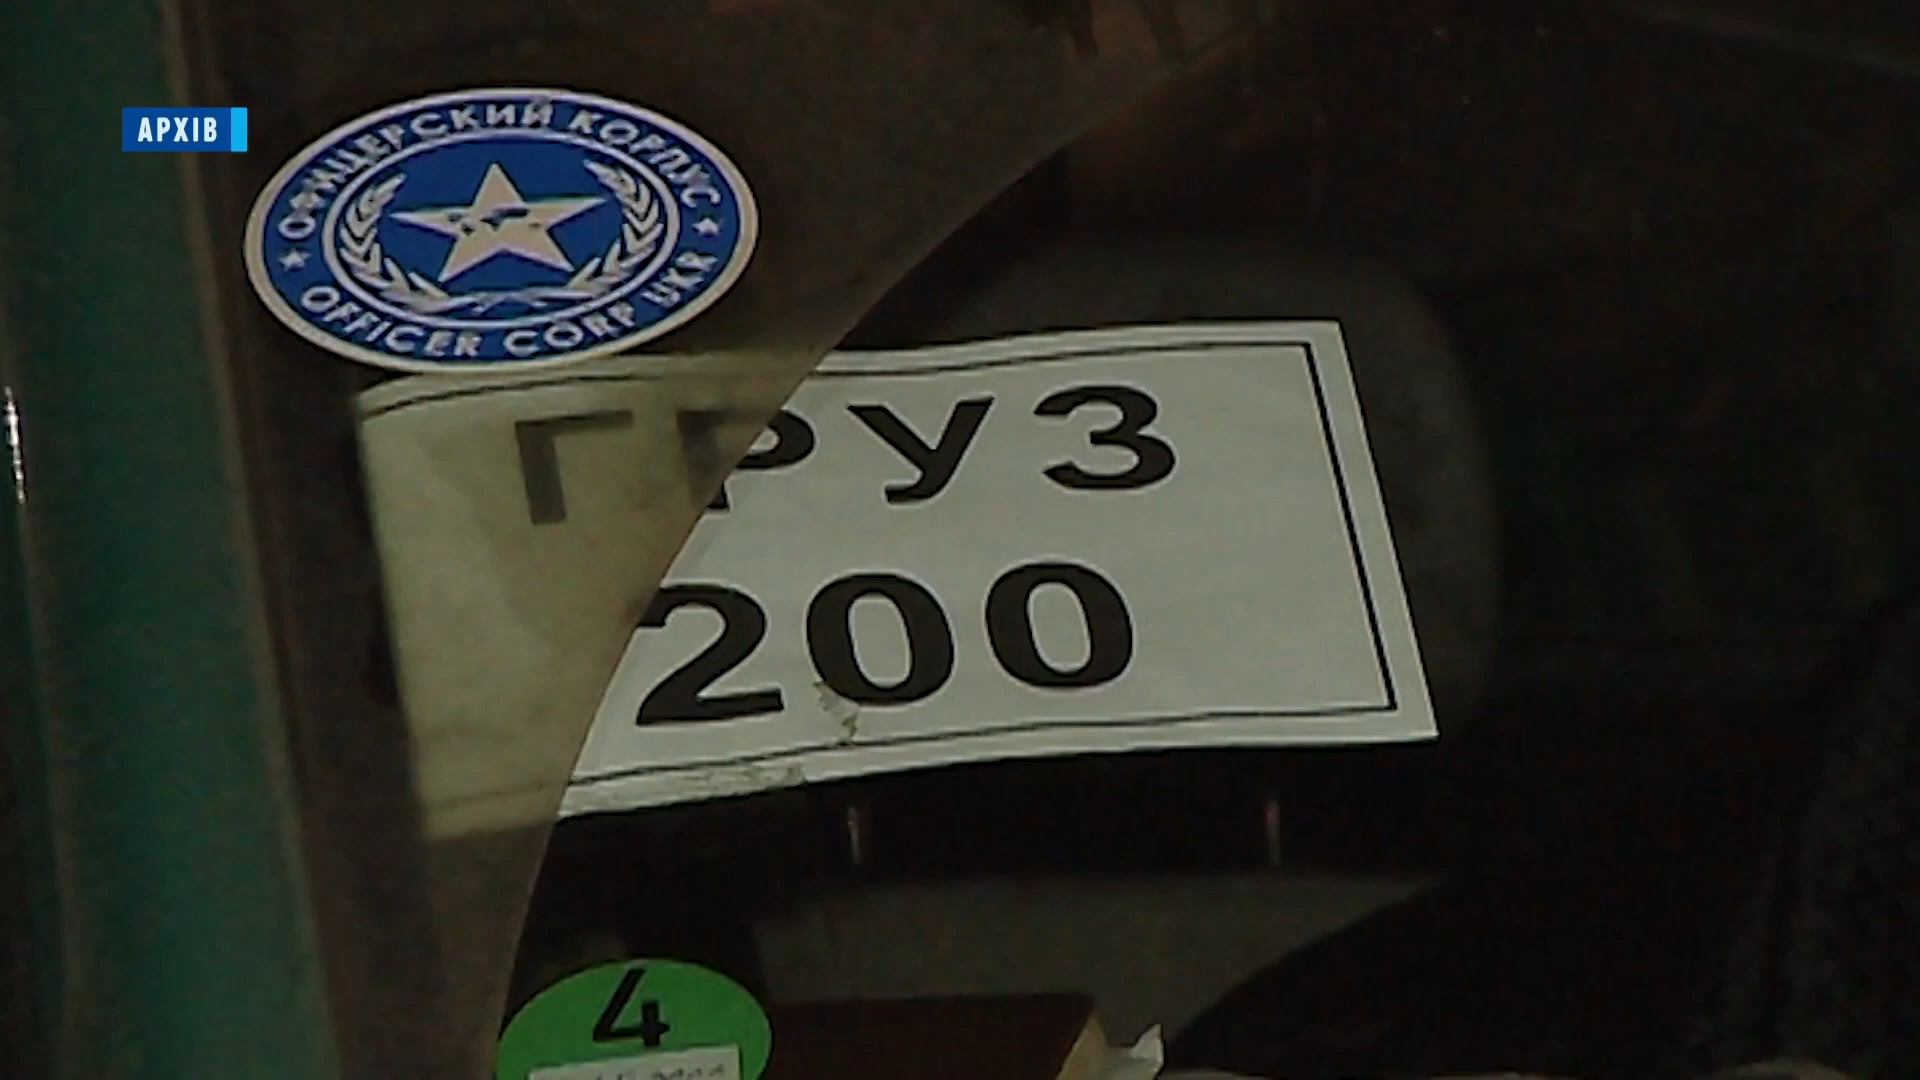 АРХІВ
ОФИЦЕРСКИЙ КОРПУС
OFFICER CORP UKR
ГРУЗ
200
4